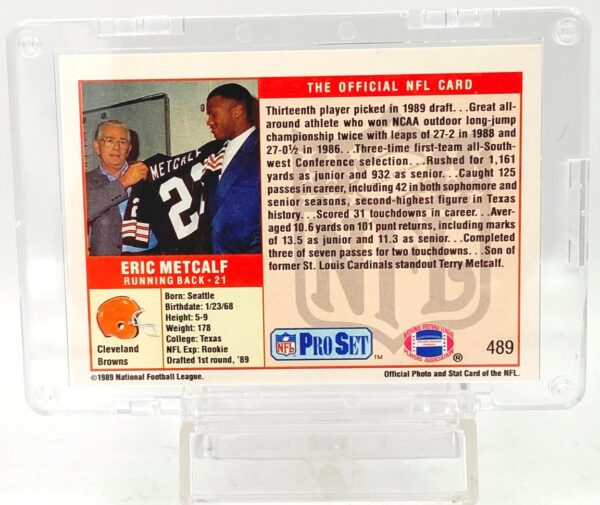 THE OFFICIAL NFL CARD
Thirteenth player picked in 1989 draft. . .Great all-
around athlete who won NCAA outdoor long-jump
championship twice with leaps of 27-2 in 1988 and
27-0½ in 1986. . .Three-time first-team all-South-
west Conference selection. . .Rushed for 1,161
yards as junior and 932 as senior. . .Caught 125
passes in career, including 42 in both sophomore and
senior seasons, second-highest figure in Texas
history. . .Scored 31 touchdowns in career. . .Aver-
aged 10.6 yards on 101 punt returns, including marks
of 13.5 as junior and 11.3 as senior. . .Completed
three of seven passes for two touchdowns. . .Son of
former St. Louis Cardinals standout Terry Metcalf.
METCALF
21
ERIC METCALF
RUNNING BACK • 21
Cleveland
Browns
Born: Seattle
Birthdate: 1/23/68
Height: 5-9
Weight: 178
College: Texas
NFL Exp: Rookie
Drafted 1st round, '89
NFL
NFL PRO SET ™
NATIONAL FOOTBALL LEAGUE
PLAYERS ASSOCIATION
®
489
©1989 National Football League.
Official Photo and Stat Card of the NFL.